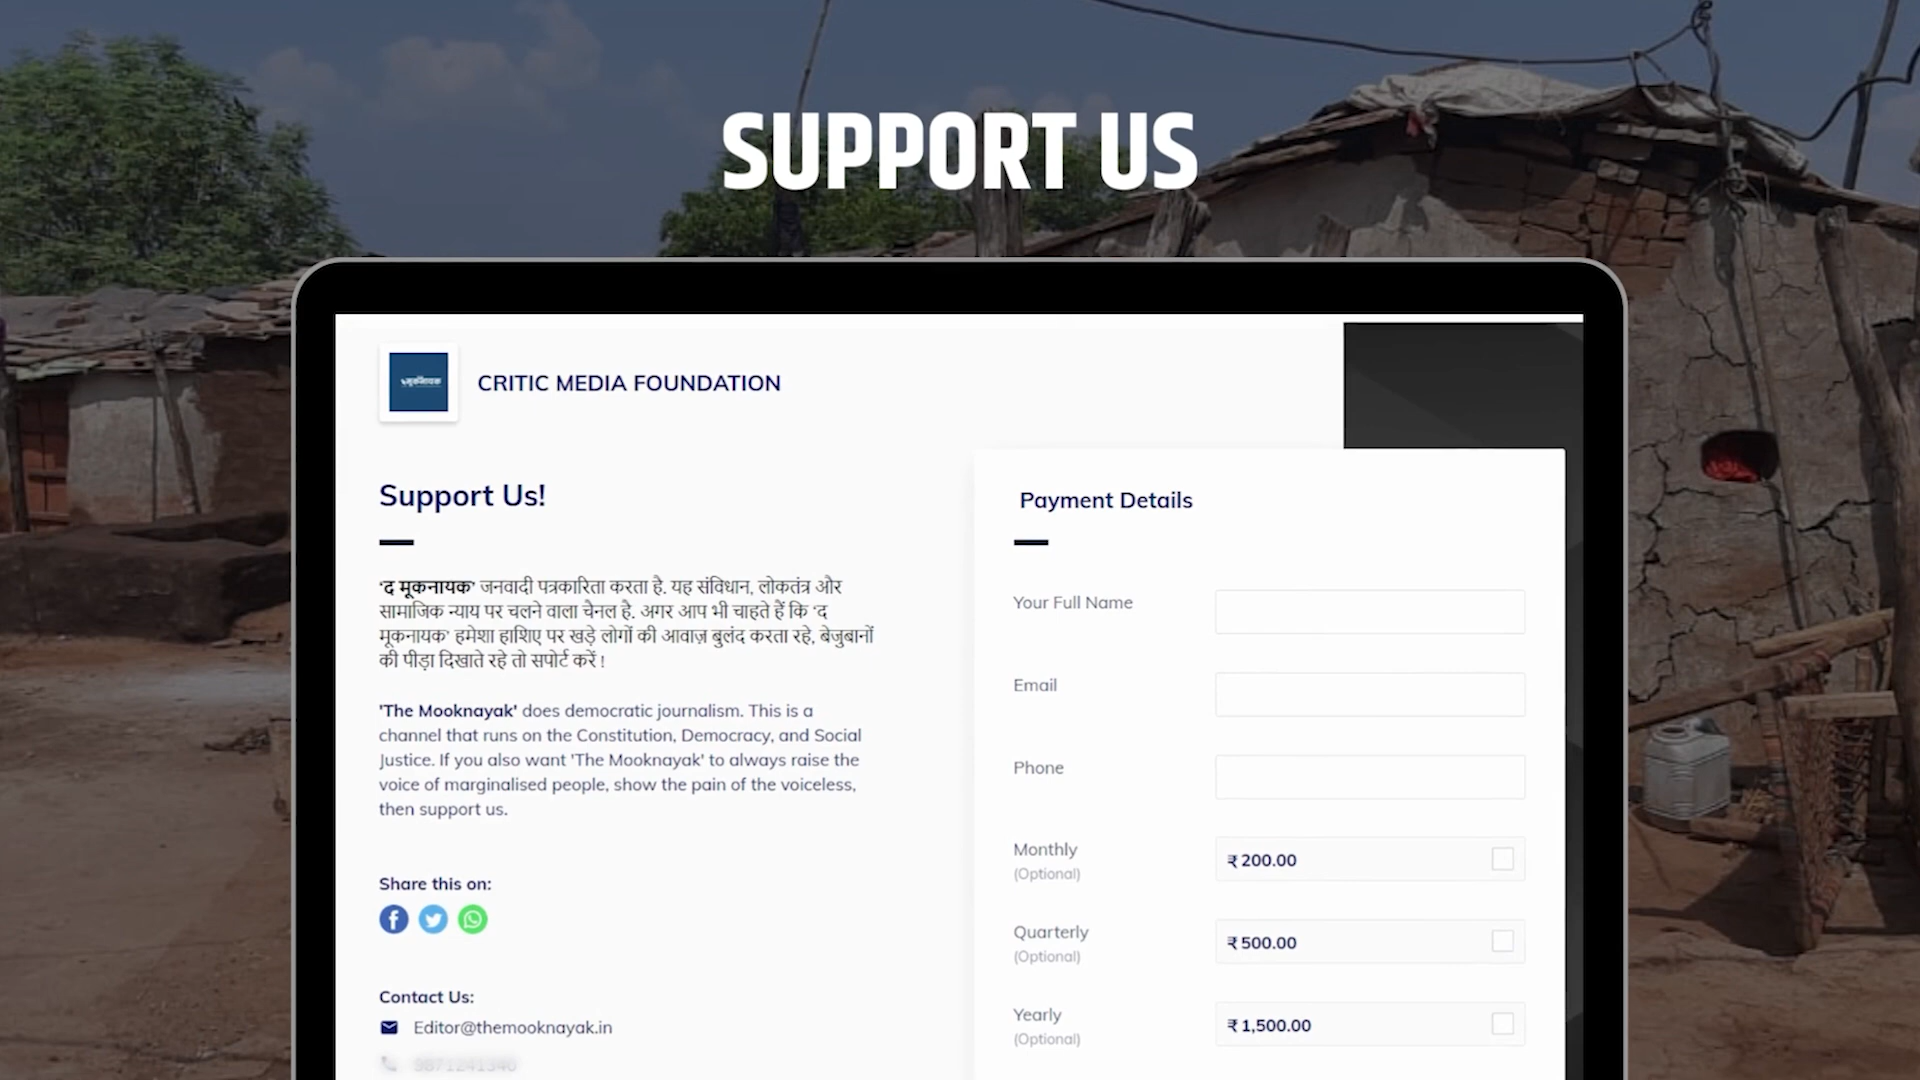 SUPPORT US
मूकनायक
CRITIC MEDIA FOUNDATION
Support Us!
‘द मूकनायक’ जनवादी पत्रकारिता करता है. यह संविधान, लोकतंत्र और
सामाजिक न्याय पर चलने वाला चैनल है. अगर आप भी चाहते हैं कि ‘द
मूकनायक’ हमेशा हाशिए पर खड़े लोगों की आवाज़ बुलंद करता रहे, बेजुबानों
की पीड़ा दिखाते रहे तो सपोर्ट करें !
'The Mooknayak' does democratic journalism. This is a
channel that runs on the Constitution, Democracy, and Social
Justice. If you also want 'The Mooknayak' to always raise the
voice of marginalised people, show the pain of the voiceless,
then support us.
Share this on:
Contact Us:
Editor@themooknayak.in
Payment Details
Your Full Name
Email
Phone
Monthly
(Optional)
₹ 200.00
Quarterly
(Optional)
₹ 500.00
Yearly
(Optional)
₹ 1,500.00